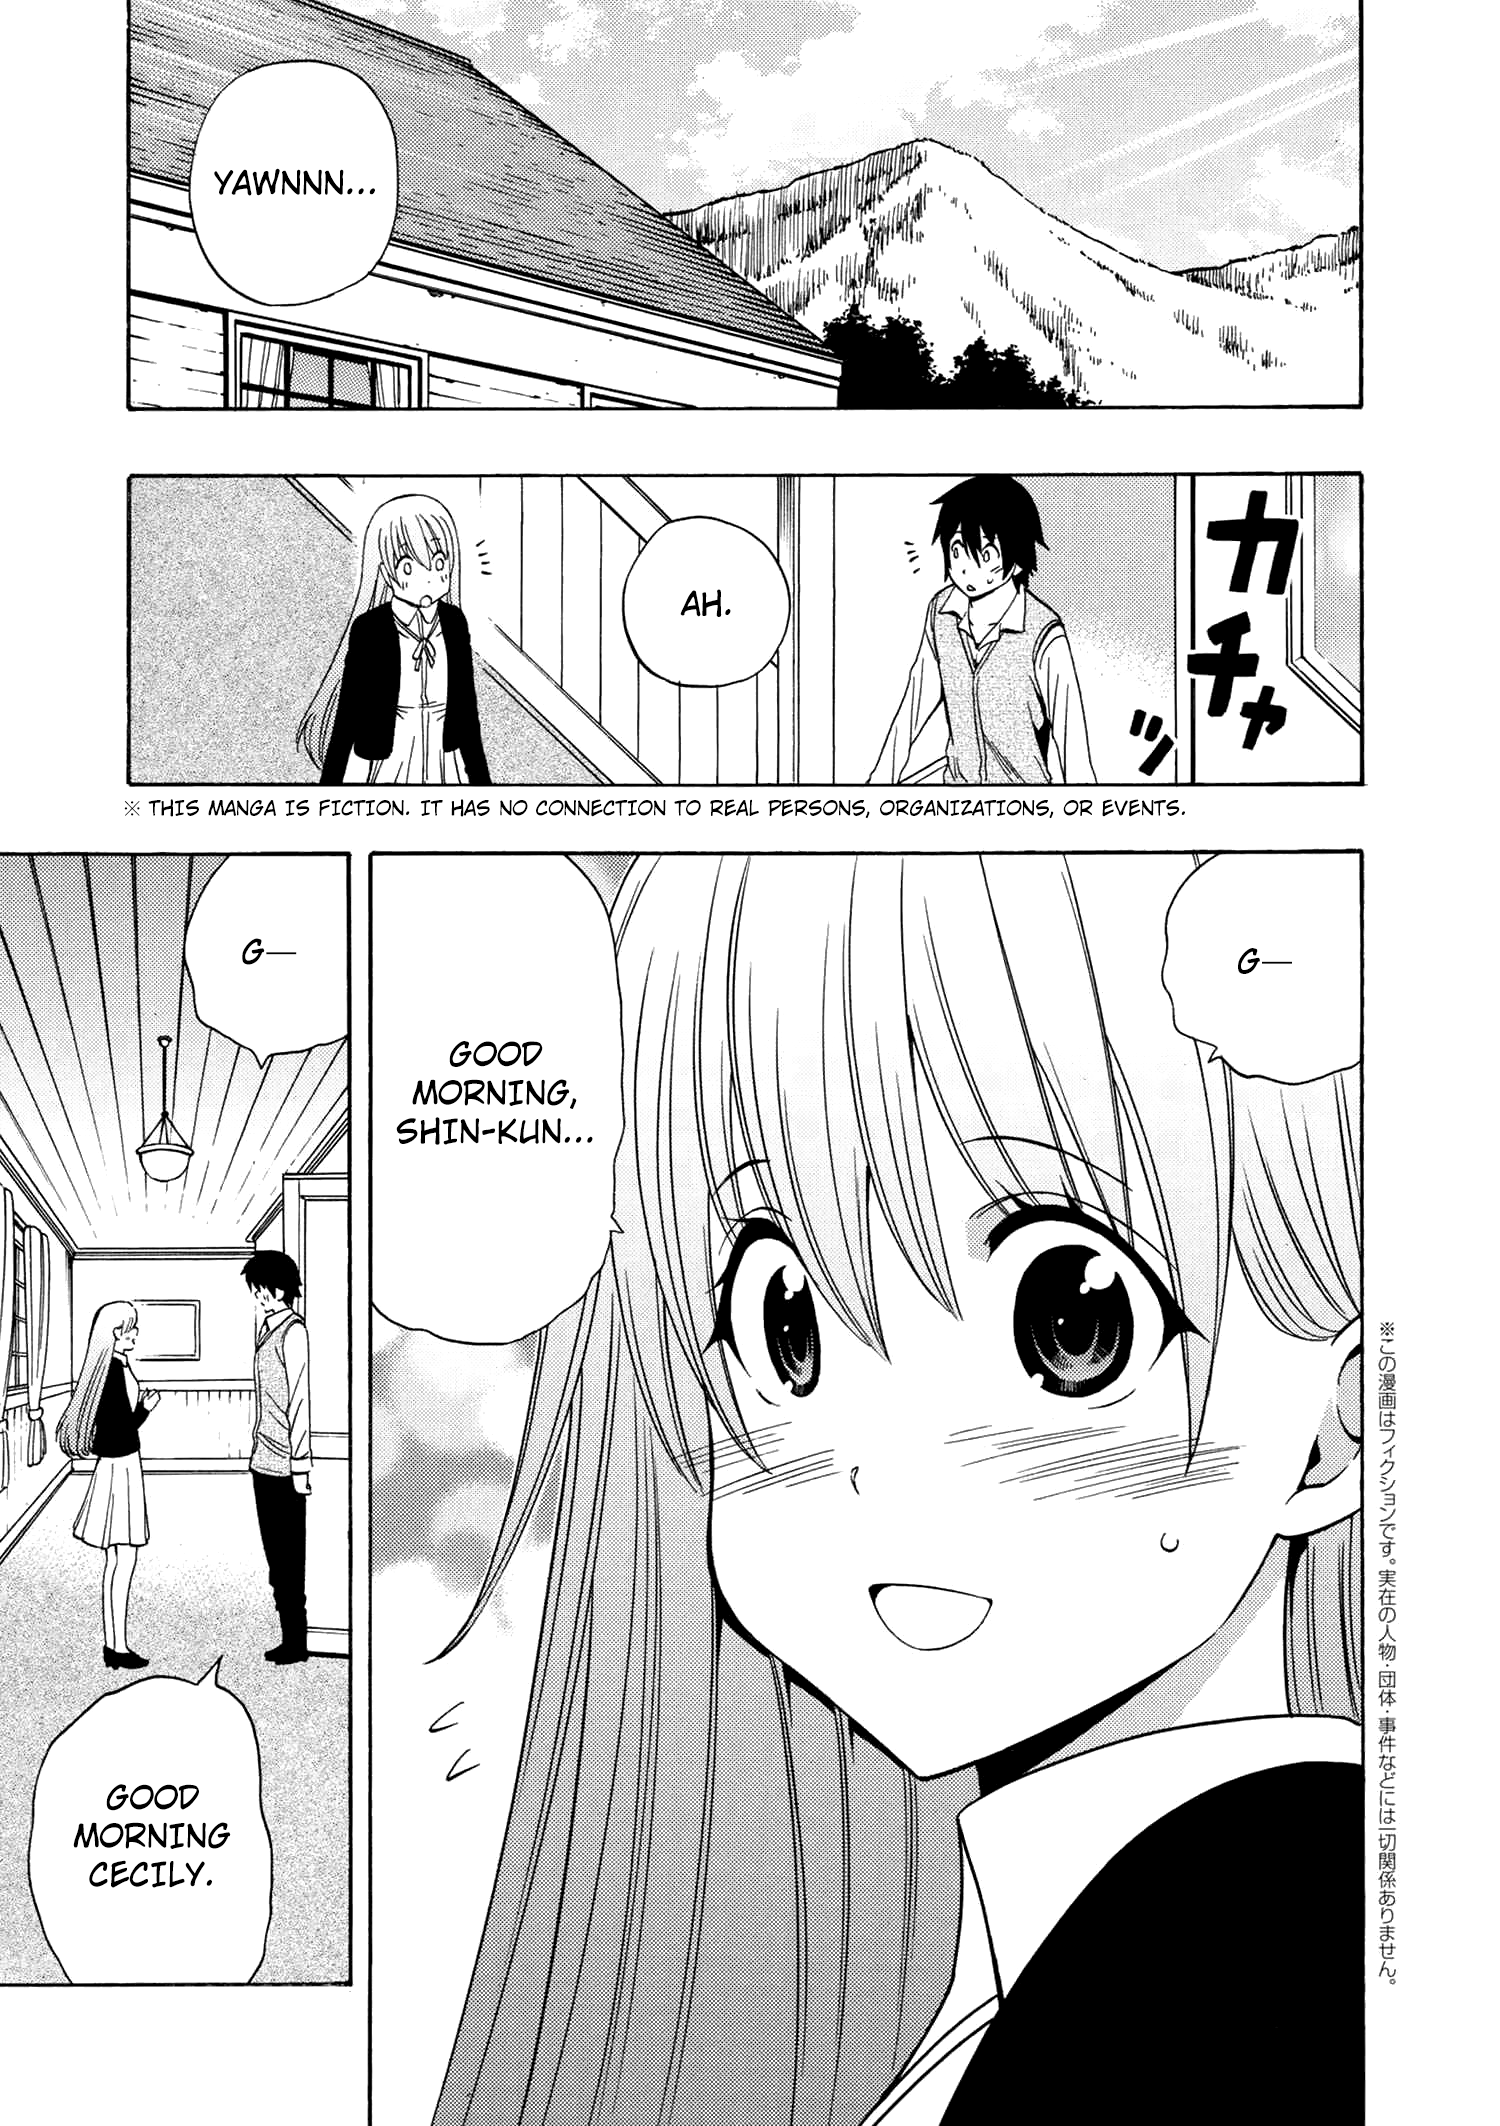 YAWNNN...
カチャッ
AH.
※ THIS MANGA IS FICTION. IT HAS NO CONNECTION TO REAL PERSONS, ORGANIZATIONS, OR EVENTS.
G—
GOOD
MORNING,
SHIN-KUN...
G—
GOOD
MORNING
CECILY.
※この漫画はフィクションです。実在の人物・団体・事件などには一切関係ありません。